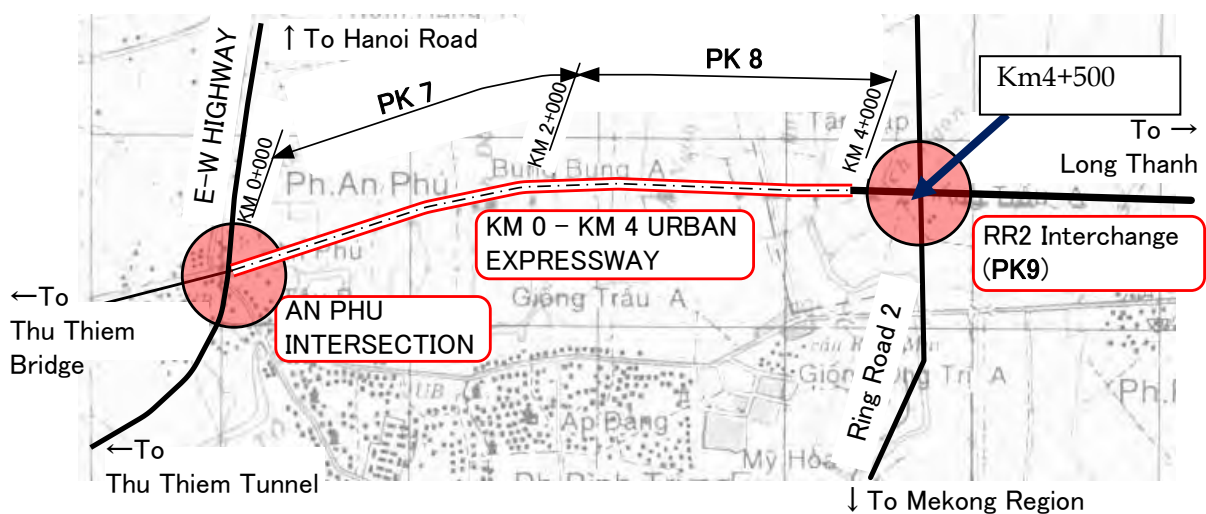 ↑ To Hanoi Road
E-W HIGHWAY
KM 0+000
PK 7
KM 2+000
PK 8
KM 4+000
Km4+500
To →
Long Thanh
Ph.An Phú
Bung Bung A
KM 0 – KM 4 URBAN
EXPRESSWAY
RR2 Interchange
(PK9)
←To
Thu Thiem
Bridge
AN PHU
INTERSECTION
Giồng Trâu A
Ring Road 2
UB
Ap Đang
Mỹ Hòa
←To
Thu Thiem Tunnel
↓ To Mekong Region